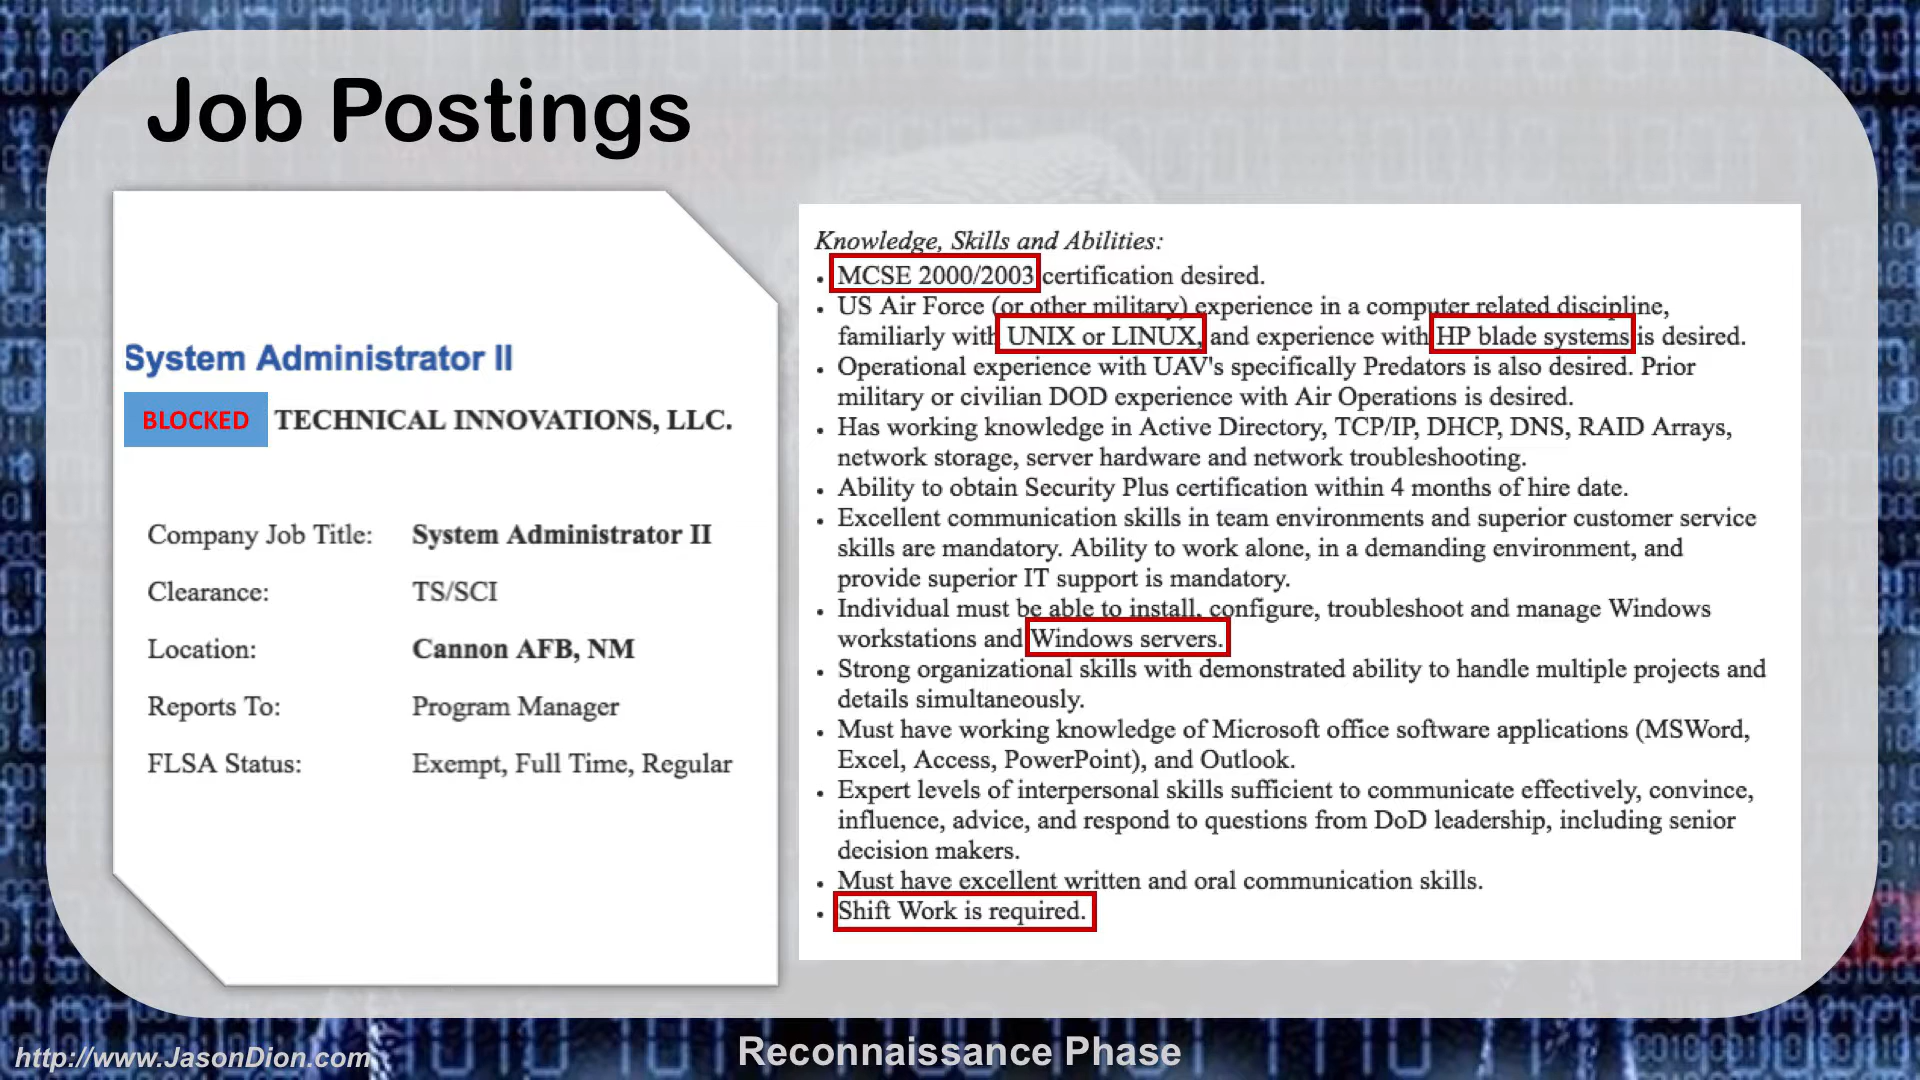 Job Postings
System Administrator II
BLOCKED TECHNICAL INNOVATIONS, LLC.
Company Job Title: System Administrator II
Clearance: TS/SCI
Location: Cannon AFB, NM
Reports To: Program Manager
FLSA Status: Exempt, Full Time, Regular
Knowledge, Skills and Abilities:
• MCSE 2000/2003 certification desired.
• US Air Force (or other military) experience in a computer related discipline,
familiarly with UNIX or LINUX, and experience with HP blade systems is desired.
• Operational experience with UAV's specifically Predators is also desired. Prior
military or civilian DOD experience with Air Operations is desired.
• Has working knowledge in Active Directory, TCP/IP, DHCP, DNS, RAID Arrays,
network storage, server hardware and network troubleshooting.
• Ability to obtain Security Plus certification within 4 months of hire date.
• Excellent communication skills in team environments and superior customer service
skills are mandatory. Ability to work alone, in a demanding environment, and
provide superior IT support is mandatory.
• Individual must be able to install, configure, troubleshoot and manage Windows
workstations and Windows servers.
• Strong organizational skills with demonstrated ability to handle multiple projects and
details simultaneously.
• Must have working knowledge of Microsoft office software applications (MSWord,
Excel, Access, PowerPoint), and Outlook.
• Expert levels of interpersonal skills sufficient to communicate effectively, convince,
influence, advice, and respond to questions from DoD leadership, including senior
decision makers.
• Must have excellent written and oral communication skills.
• Shift Work is required.
http://www.JasonDion.com
Reconnaissance Phase